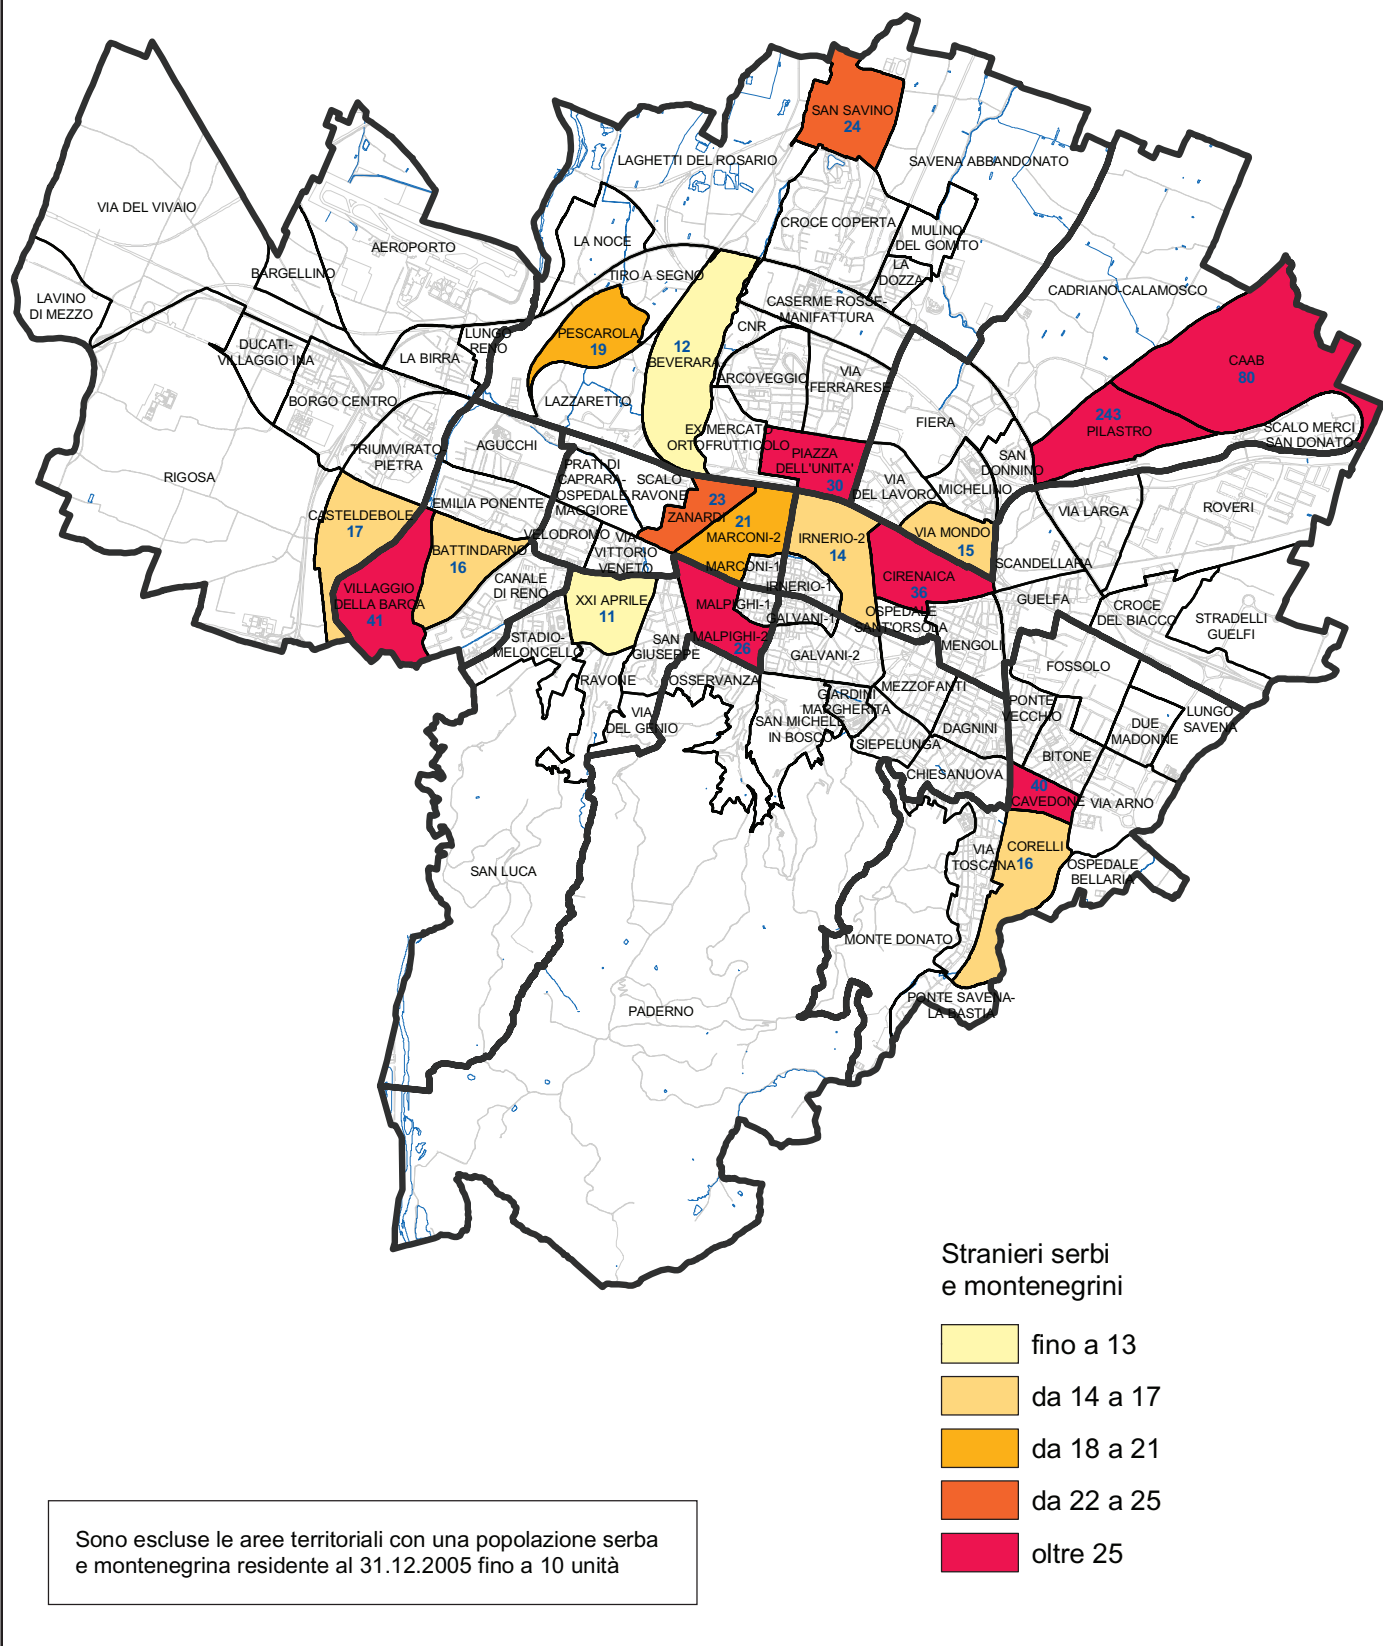 SAN SAVINO
24
LAGHETTI DEL ROSARIO
SAVENA ABBANDONATO
VIA DEL VIVAIO
CROCE COPERTA
MULINO
DEL GOMITO
LA NOCE
AEROPORTO
BARGELLINO
TIRO A SEGNO
LA
DOZZA
CADRIANO-CALAMOSCO
LAVINO
DI MEZZO
CASERME ROSSE-
MANIFATTURA
CNR
LUNGO
RENO
PESCAROLA
19
12
BEVERARA
DUCATI-
VILLAGGIO INA
LA BIRRA
CAAB
80
ARCOVEGGIO
VIA
FERRARESE
BORGO CENTRO
LAZZARETTO
243
PILASTRO
FIERA
SCALO MERCI
SAN DONATO
EX MERCATO
ORTOFRUTTICOLO
TRIUMVIRATO-
PIETRA
AGUCCHI
PIAZZA
DELL'UNITA'
30
SAN
DONNINO
RIGOSA
PRATI DI
CAPRARA-
OSPEDALE
MAGGIORE
SCALO
RAVONE
VIA
DEL LAVORO
MICHELINO
EMILIA PONENTE
23
ZANARDI
VIA LARGA
ROVERI
CASTELDEBOLE
17
21
MARCONI-2
VELODROMO
VIA
VITTORIO
VENETO
IRNERIO-2
14
VIA MONDO
15
BATTINDARNO
16
MARCONI-1
SCANDELLARA
CANALE
DI RENO
CIRENAICA
36
IRNERIO-1
VILLAGGIO
DELLA BARCA
41
XXI APRILE
11
MALPIGHI-1
GUELFA
CROCE
DEL BIACCO
STRADELLI
GUELFI
GALVANI-1
OSPEDALE
SANT'ORSOLA
STADIO-
MELONCELLO
SAN
GIUSEPPE
MALPIGHI-2
26
MENGOLI
GALVANI-2
FOSSOLO
RAVONE
OSSERVANZA
MEZZOFANTI
GIARDINI
MARGHERITA
PONTE
VECCHIO
VIA
DEL GENIO
SAN MICHELE
IN BOSCO
DAGNINI
DUE
MADONNE
LUNGO
SAVENA
SIEPELUNGA
BITONE
CHIESANUOVA
40
CAVEDONE
VIA ARNO
VIA
TOSCANA
CORELLI
16
OSPEDALE
BELLARIA
SAN LUCA
MONTE DONATO
PADERNO
PONTE SAVENA-
LA BASTIA
Stranieri serbi
e montenegrini
fino a 13
da 14 a 17
da 18 a 21
da 22 a 25
oltre 25
Sono escluse le aree territoriali con una popolazione serba
e montenegrina residente al 31.12.2005 fino a 10 unità